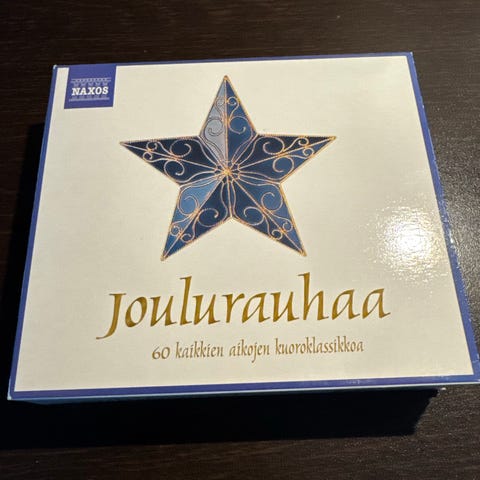 NAXOS
Joulurauhaa
60 kaikkien aikojen kuoroklassikkoa